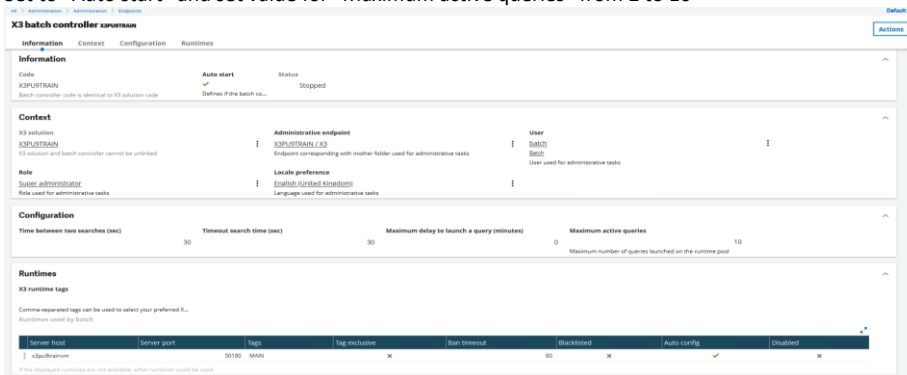 Set to "Auto start" and set value for "Maximum active queries" from 2 to 10
All > Administration > Administration > Endpoints
Default
X3 batch controller X3PU9TRAIN
Actions
Information Context Configuration Runtimes
Information
Code Auto start Status
X3PU9TRAIN ✓ Stopped
Batch controller code is identical to X3 solution code Defines if the batch co...
Context
X3 solution Administrative endpoint User
X3PU9TRAIN X3PU9TRAIN / X3 batch
X3 solution and batch controller cannot be unlinked Endpoint corresponding with mother folder used for administrative tasks Batch
User used for administrative tasks
Role Locale preference
Super administrator English (United Kingdom)
Role used for administrative tasks Language used for administrative tasks
Configuration
Time between two searches (sec) Timeout search time (sec) Maximum delay to launch a query (minutes) Maximum active queries
30 30 0 10
Maximum number of queries launched on the runtime pool
Runtimes
X3 runtime tags
Comma-separated tags can be used to select your preferred X...
Runtimes used by batch
Server host Server port Tags Tag exclusive Ban timeout Blacklisted Auto config Disabled
x3pu9trainvm 50190 MAIN 60
If the displayed runtimes are not available, other runtimes could be used.